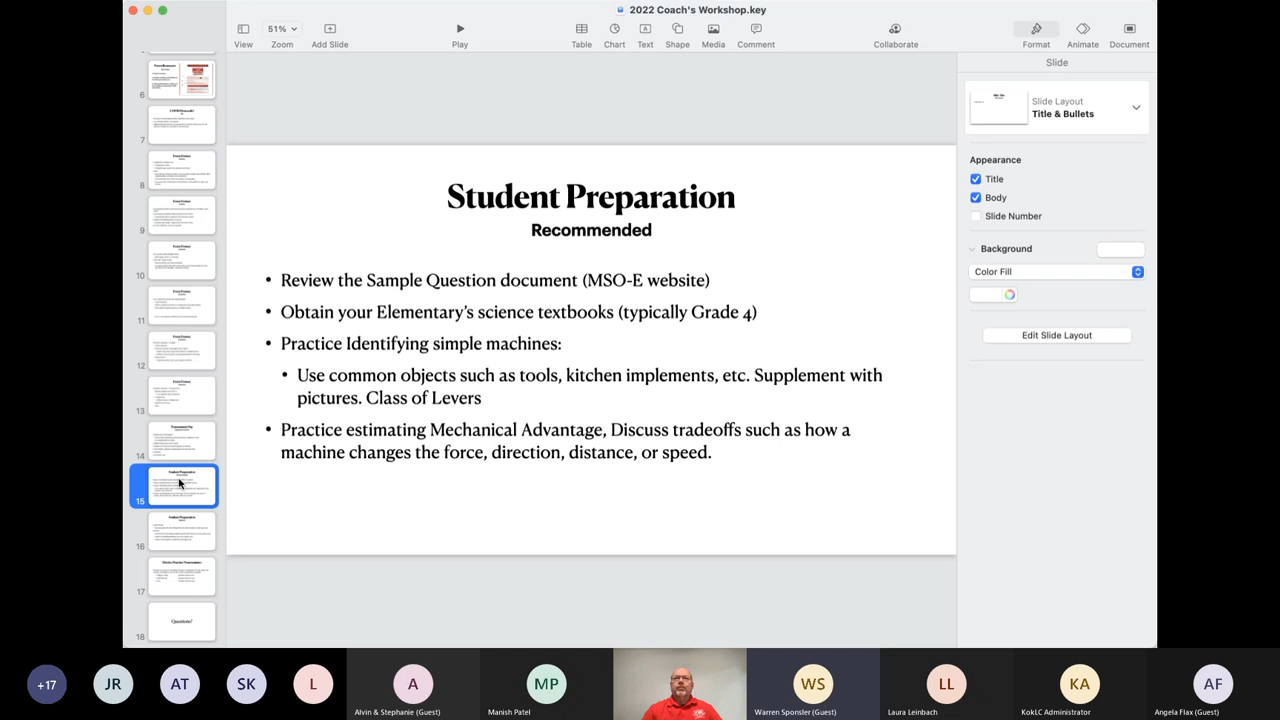 2022 Coach's Workshop.key
51%
View
Zoom
Add Slide
Play
Table
Chart
Text
Shape
Media
Comment
Collaborate
Format
Animate
Document
Slide
Slide Layout
Title & Bullets
Appearance
Title
Body
Slide Number
Background
Color Fill
Edit Slide Layout
6
7
8
9
10
11
12
13
14
15
16
17
18
Questions?
Student Preparation
Recommended
• Review the Sample Question document (MSO-E website)
• Obtain your Elementary's science textbooks (typically Grade 4)
• Practice Identifying simple machines:
• Use common objects such as tools, kitchen implements, etc. Supplement with
pictures. Class of Levers
• Practice estimating Mechanical Advantage. Discuss tradeoffs such as how a
machine changes the force, direction, distance, or speed.
+17
JR
AT
SK
L
A
MP
WS
LL
KA
AF
Alvin & Stephanie (Guest)
Manish Patel
Warren Sponsler (Guest)
Laura Leinbach
KokLC Administrator
Angela Flax (Guest)